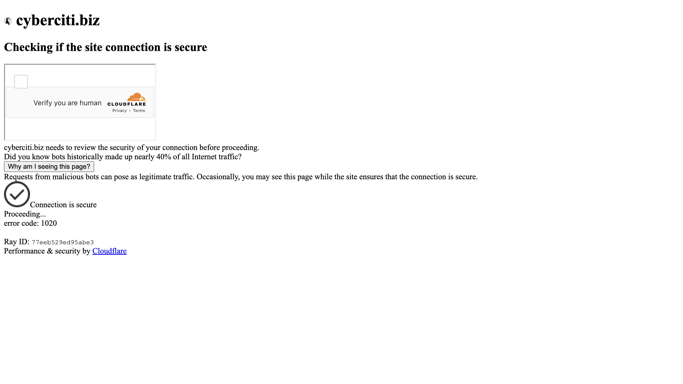 cyberciti.biz
Checking if the site connection is secure
Verify you are human
CLOUDFLARE
Privacy • Terms
cyberciti.biz needs to review the security of your connection before proceeding.
Did you know bots historically made up nearly 40% of all Internet traffic?
Why am I seeing this page?
Requests from malicious bots can pose as legitimate traffic. Occasionally, you may see this page while the site ensures that the connection is secure.
Connection is secure
Proceeding...
error code: 1020
Ray ID: 77eeb529ed95abe3
Performance & security by Cloudflare